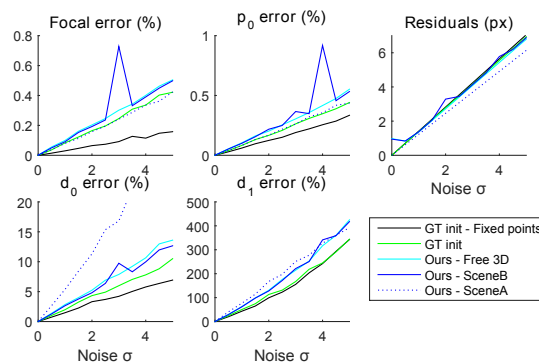 Focal error (%)
p0 error (%)
Residuals (px)
0.8
0.6
0.4
0.2
0
0 2 4
1
0.5
0
0 2 4
6
4
2
0
0 2 4
d0 error (%)
d1 error (%)
20
15
10
5
0
0 2 4
Noise σ
500
400
300
200
100
0
0 2 4
Noise σ
GT init - Fixed points
GT init
Ours - Free 3D
Ours - SceneB
Ours - SceneA